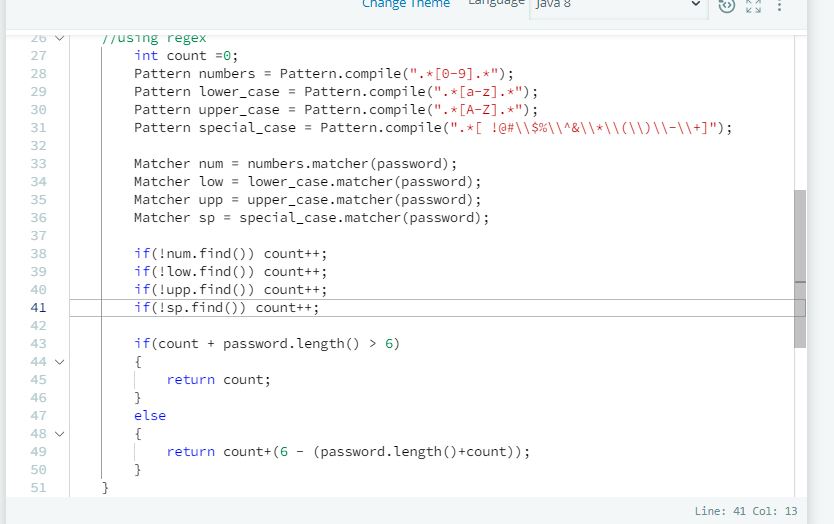 Change Theme Language Java 8
26 //using regex
27 int count =0;
28 Pattern numbers = Pattern.compile(".*[0-9].*");
29 Pattern lower_case = Pattern.compile(".*[a-z].*");
30 Pattern upper_case = Pattern.compile(".*[A-Z].*");
31 Pattern special_case = Pattern.compile(".*[ !@#\\$%\\^&\\*\\(\\)\\-\\+]");
32
33 Matcher num = numbers.matcher(password);
34 Matcher low = lower_case.matcher(password);
35 Matcher upp = upper_case.matcher(password);
36 Matcher sp = special_case.matcher(password);
37
38 if(!num.find()) count++;
39 if(!low.find()) count++;
40 if(!upp.find()) count++;
41 if(!sp.find()) count++;
42
43 if(count + password.length() > 6)
44 {
45 return count;
46 }
47 else
48 {
49 return count+(6 - (password.length()+count));
50 }
51 }
Line: 41 Col: 13